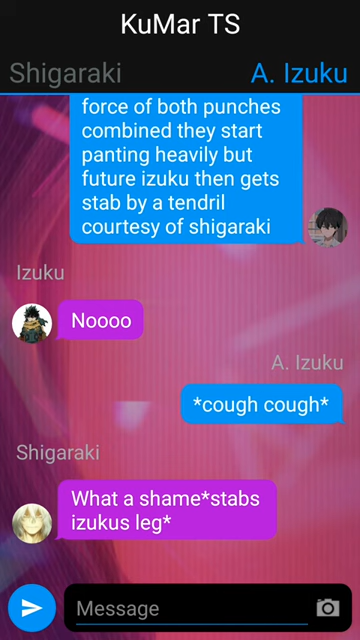 KuMar TS
Shigaraki
A. Izuku
force of both punches
combined they start
panting heavily but
future izuku then gets
stab by a tendril
courtesy of shigaraki
Izuku
Noooo
A. Izuku
*cough cough*
Shigaraki
What a shame*stabs
izukus leg*
Message